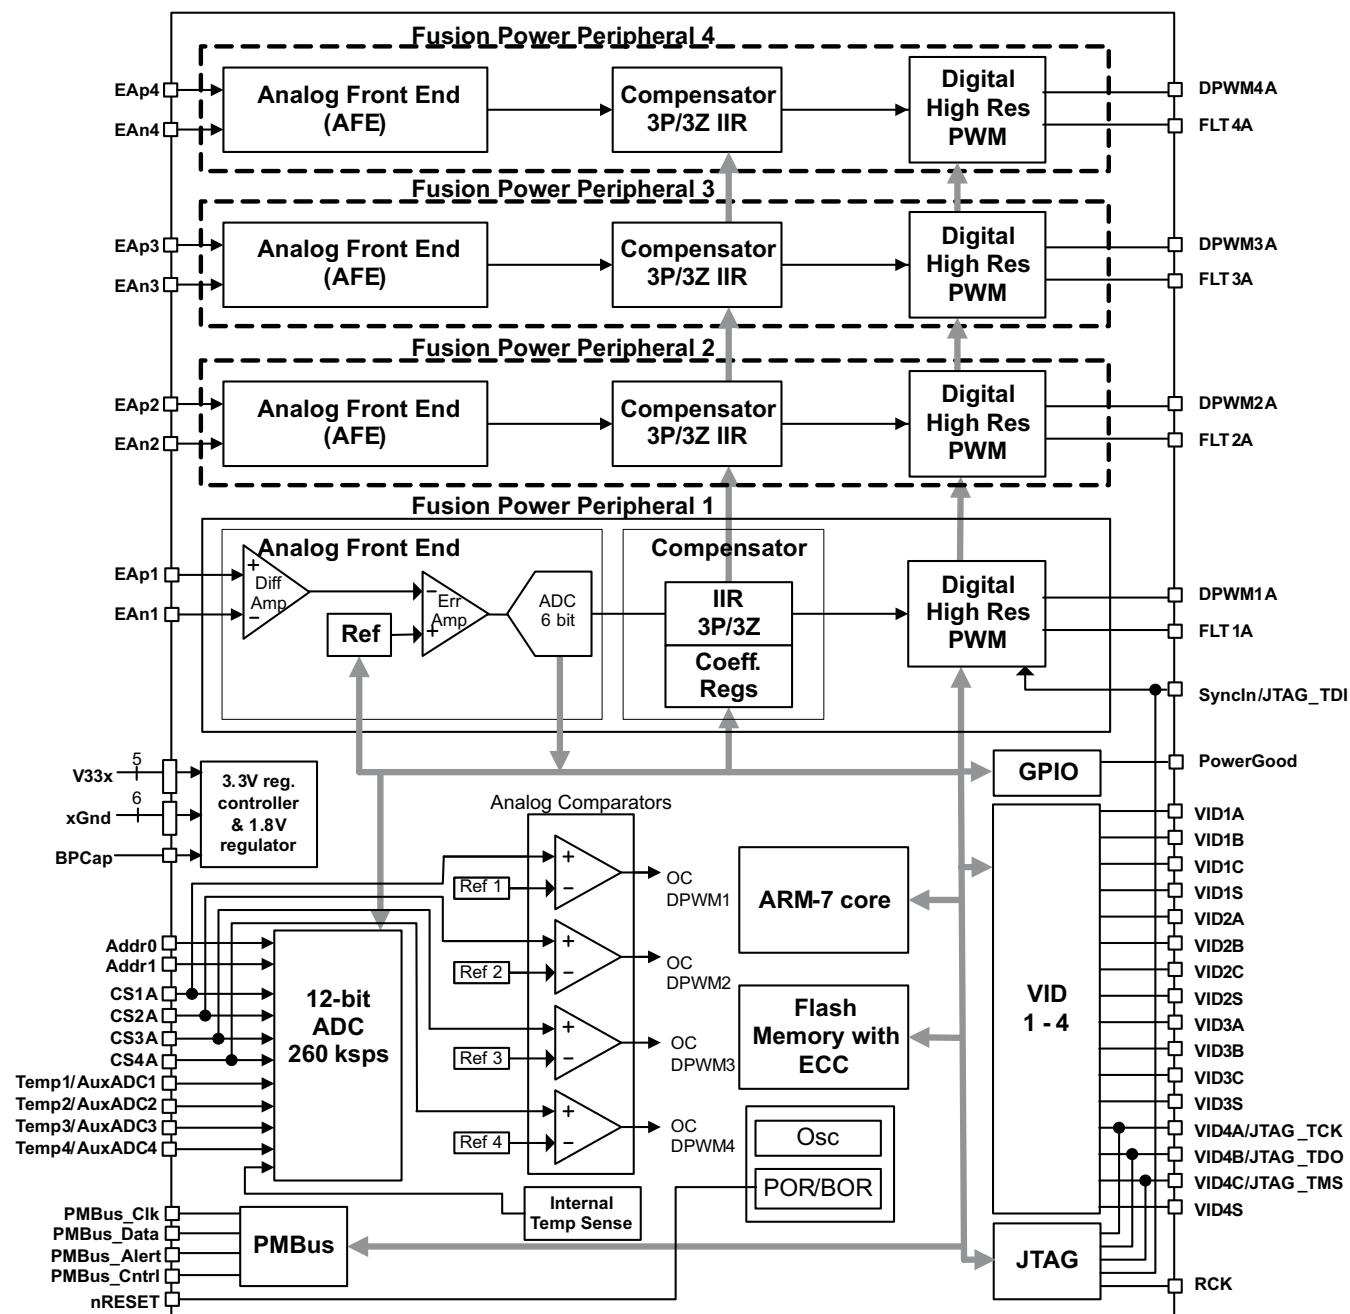 Fusion Power Peripheral 4
EAp4
EAn4
Analog Front End
(AFE)
Compensator
3P/3Z IIR
Digital
High Res
PWM
DPWM4A
FLT4A
Fusion Power Peripheral 3
EAp3
EAn3
Analog Front End
(AFE)
Compensator
3P/3Z IIR
Digital
High Res
PWM
DPWM3A
FLT3A
Fusion Power Peripheral 2
EAp2
EAn2
Analog Front End
(AFE)
Compensator
3P/3Z IIR
Digital
High Res
PWM
DPWM2A
FLT2A
Fusion Power Peripheral 1
EAp1
EAn1
Analog Front End
+
Diff
Amp
−
Ref
−
Err
Amp
+
ADC
6 bit
Compensator
IIR
3P/3Z
Coeff.
Regs
Digital
High Res
PWM
DPWM1A
FLT1A
SyncIn/JTAG_TDI
V33x
5
xGnd
6
BPCap
3.3V reg.
controller
& 1.8V
regulator
GPIO
PowerGood
Analog Comparators
+
−
Ref 1
OC
DPWM1
+
−
Ref 2
OC
DPWM2
+
−
Ref 3
OC
DPWM3
+
−
Ref 4
OC
DPWM4
ARM-7 core
Flash
Memory with
ECC
Osc
POR/BOR
Addr0
Addr1
CS1A
CS2A
CS3A
CS4A
Temp1/AuxADC1
Temp2/AuxADC2
Temp3/AuxADC3
Temp4/AuxADC4
12-bit
ADC
260 ksps
Internal
Temp Sense
PMBus_Clk
PMBus_Data
PMBus_Alert
PMBus_Cntrl
nRESET
PMBus
VID
1 - 4
VID1A
VID1B
VID1C
VID1S
VID2A
VID2B
VID2C
VID2S
VID3A
VID3B
VID3C
VID3S
VID4A/JTAG_TCK
VID4B/JTAG_TDO
VID4C/JTAG_TMS
VID4S
JTAG
RCK